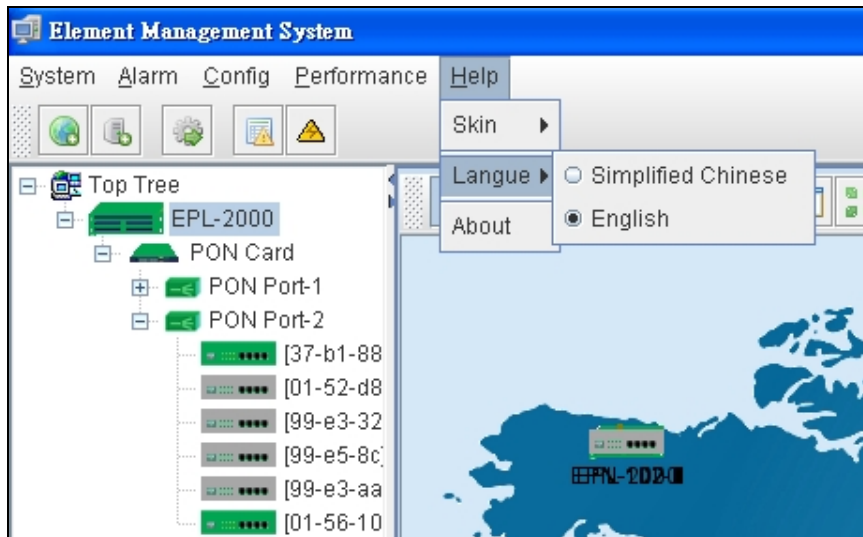 Element Management System
System Alarm Config Performance Help
Skin
Langue
Simplified Chinese
English
About
Top Tree
EPL-2000
PON Card
PON Port-1
PON Port-2
[37-b1-88
[01-52-d8
[99-e3-32
[99-e5-8c]
[99-e3-aa
[01-56-10